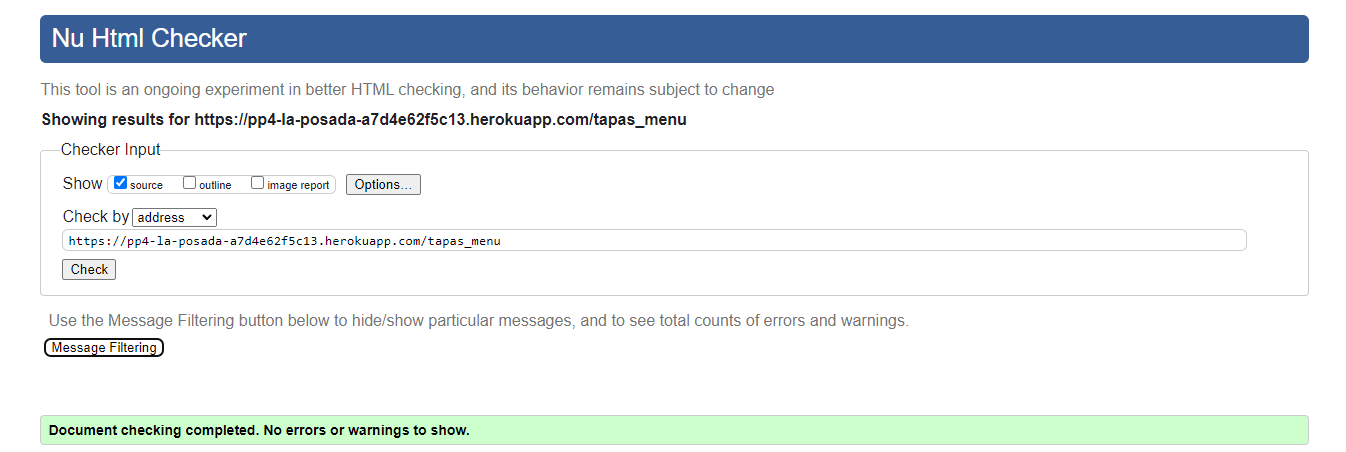 Nu Html Checker
This tool is an ongoing experiment in better HTML checking, and its behavior remains subject to change
Showing results for https://pp4-la-posada-a7d4e62f5c13.herokuapp.com/tapas_menu
Checker Input
Show source outline image report Options...
Check by address
https://pp4-la-posada-a7d4e62f5c13.herokuapp.com/tapas_menu
Check
Use the Message Filtering button below to hide/show particular messages, and to see total counts of errors and warnings.
Message Filtering
Document checking completed. No errors or warnings to show.